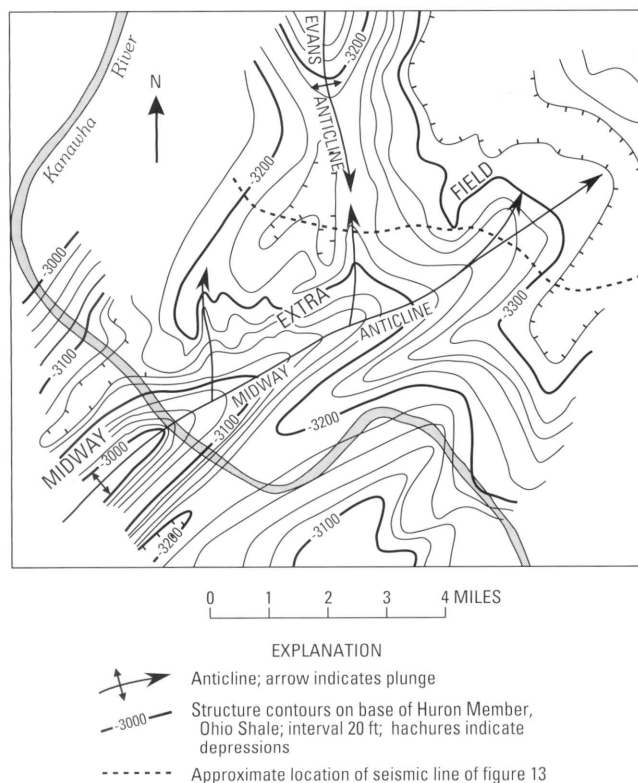 Kanawha River
N
EVANS ANTICLINE
-3200
-3200
FIELD
-3000
-3100
EXTRA
ANTICLINE
-3300
MIDWAY
-3100
-3200
MIDWAY
-3000
-3200
-3100
0 1 2 3 4 MILES
EXPLANATION
Anticline; arrow indicates plunge
-3000 Structure contours on base of Huron Member,
Ohio Shale; interval 20 ft; hachures indicate
depressions
Approximate location of seismic line of figure 13